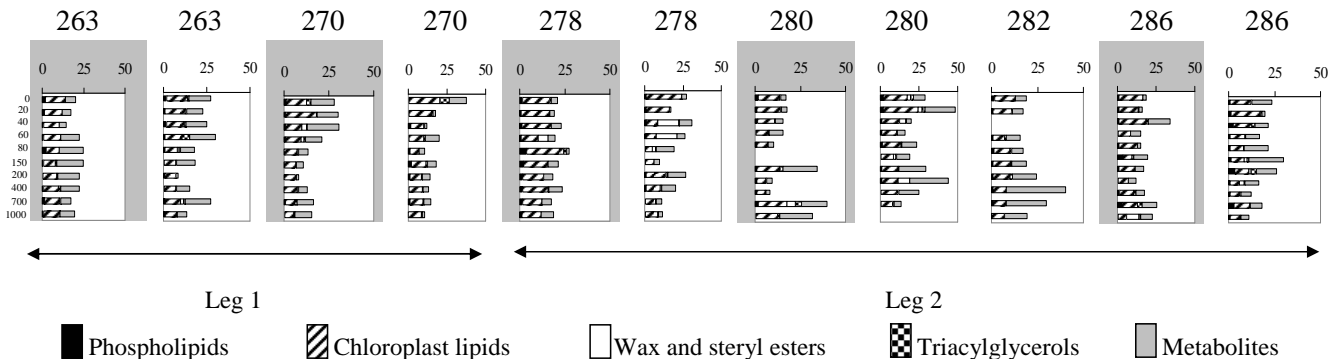 263 263 270 270 278 278 280 280 282 286 286
0 25 50 0 25 50 0 25 50 0 25 50 0 25 50 0 25 50 0 25 50 0 25 50 0 25 50 0 25 50 0 25 50
0
20
40
60
80
150
200
400
700
1000
Leg 1 Leg 2
Phospholipids Chloroplast lipids Wax and steryl esters Triacylglycerols Metabolites